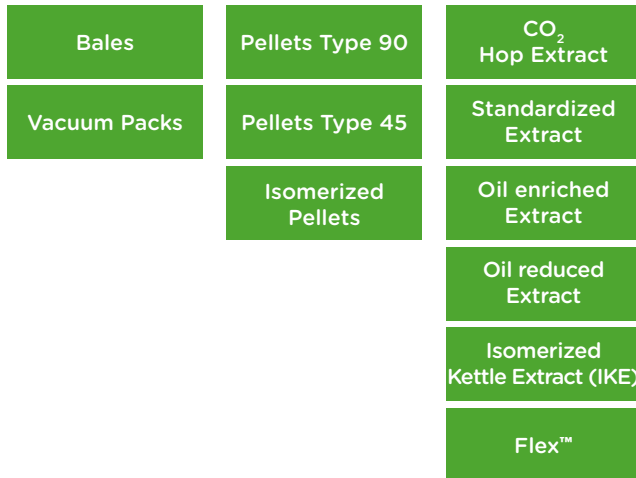 Bales
Vacuum Packs
Pellets Type 90
Pellets Type 45
Isomerized
Pellets
CO₂
Hop Extract
Standardized
Extract
Oil enriched
Extract
Oil reduced
Extract
Isomerized
Kettle Extract (IKE)
Flex™